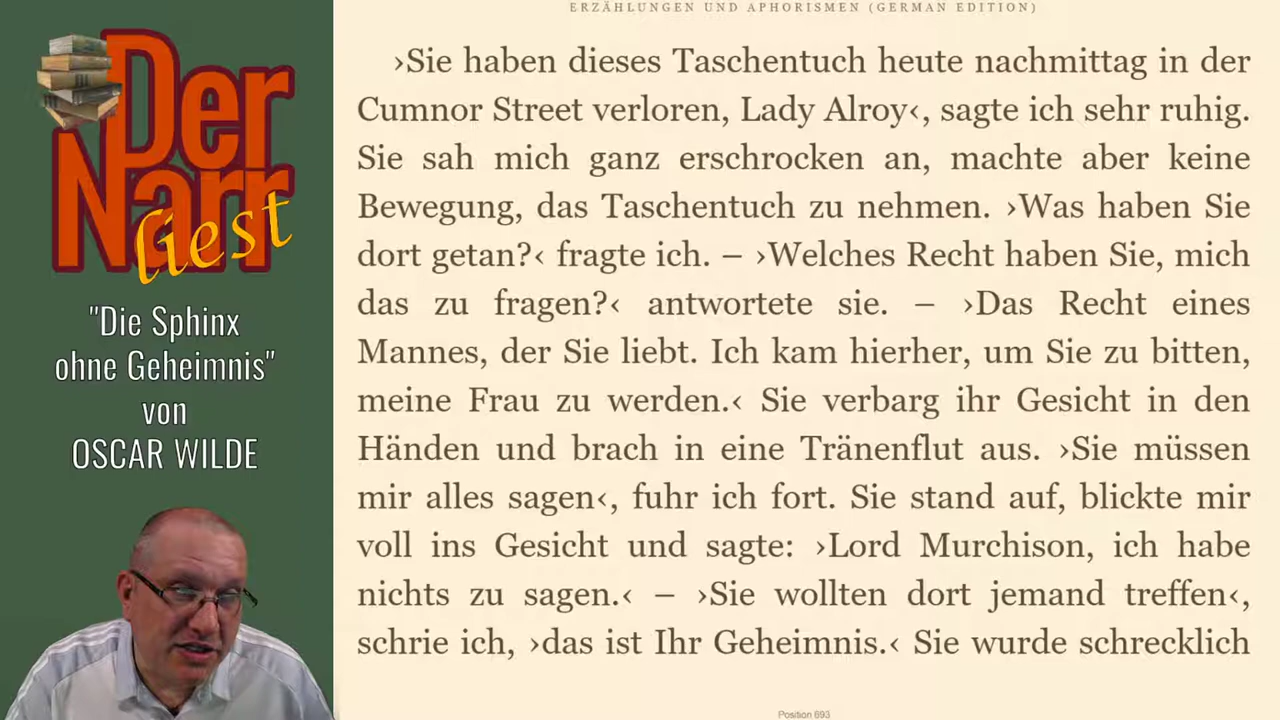 Der
Narr
liest
"Die Sphinx
ohne Geheimnis"
von
OSCAR WILDE
ERZÄHLUNGEN UND APHORISMEN (GERMAN EDITION)
›Sie haben dieses Taschentuch heute nachmittag in der
Cumnor Street verloren, Lady Alroy‹, sagte ich sehr ruhig.
Sie sah mich ganz erschrocken an, machte aber keine
Bewegung, das Taschentuch zu nehmen. ›Was haben Sie
dort getan?‹ fragte ich. – ›Welches Recht haben Sie, mich
das zu fragen?‹ antwortete sie. – ›Das Recht eines
Mannes, der Sie liebt. Ich kam hierher, um Sie zu bitten,
meine Frau zu werden.‹ Sie verbarg ihr Gesicht in den
Händen und brach in eine Tränenflut aus. ›Sie müssen
mir alles sagen‹, fuhr ich fort. Sie stand auf, blickte mir
voll ins Gesicht und sagte: ›Lord Murchison, ich habe
nichts zu sagen.‹ – ›Sie wollten dort jemand treffen‹,
schrie ich, ›das ist Ihr Geheimnis.‹ Sie wurde schrecklich
Position 693